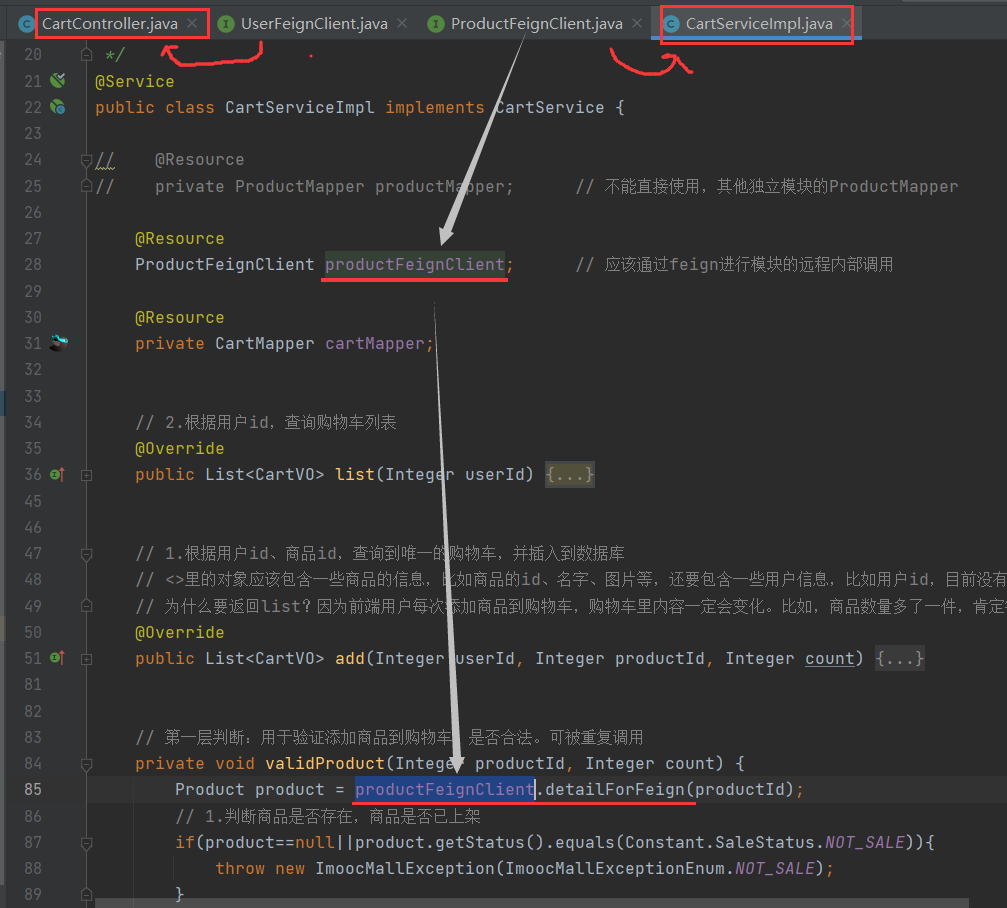 CartController.java UserFeignClient.java ProductFeignClient.java CartServiceImpl.java
20 */
21 @Service
22 public class CartServiceImpl implements CartService {
23
24 // @Resource
25 // private ProductMapper productMapper; // 不能直接使用，其他独立模块的ProductMapper
26
27 @Resource
28 ProductFeignClient productFeignClient; // 应该通过feign进行模块的远程内部调用
29
30 @Resource
31 private CartMapper cartMapper;
32
33
34 // 2.根据用户id，查询购物车列表
35 @Override
36 public List<CartVO> list(Integer userId) {...}
45
46
47 // 1.根据用户id、商品id，查询到唯一的购物车，并插入到数据库
48 // <>里的对象应该包含一些商品的信息，比如商品的id、名字、图片等，还要包含一些用户信息，比如用户id，目前没有
49 // 为什么要返回list？因为前端用户每次添加商品到购物车，购物车里内容一定会变化。比如，商品数量多了一件，肯定
50 @Override
51 public List<CartVO> add(Integer userId, Integer productId, Integer count) {...}
81
82
83 // 第一层判断：用于验证添加商品到购物车，是否合法。可被重复调用
84 private void validProduct(Integer productId, Integer count) {
85 Product product = productFeignClient.detailForFeign(productId);
86 // 1.判断商品是否存在，商品是否已上架
87 if(product==null||product.getStatus().equals(Constant.SaleStatus.NOT_SALE)){
88 throw new ImoocMallException(ImoocMallExceptionEnum.NOT_SALE);
89 }